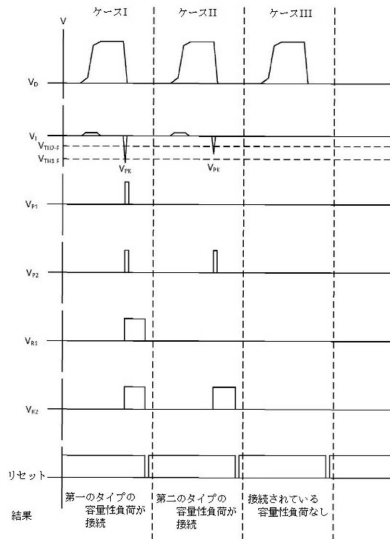 ケースI ケースII ケースIII
V
V_D
V_I
V_TH2-F
V_TH1-F
V_PK V_PK
V_P1
V_P2
V_R1
V_R2
リセット
結果
第一のタイプの
容量性負荷が
接続
第二のタイプの
容量性負荷が
接続
接続されている
容量性負荷なし